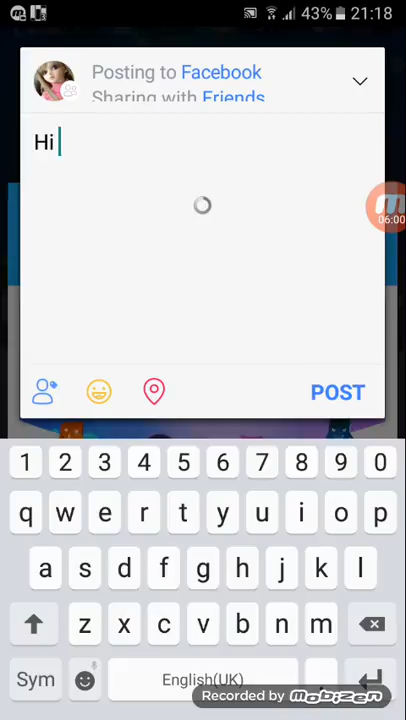 43% 21:18
Posting to Facebook
Sharing with Friends
Hi
06:00
POST
1 2 3 4 5 6 7 8 9 0
q w e r t y u i o p
a s d f g h j k l
z x c v b n m
Sym English(UK)
Recorded by mobizen